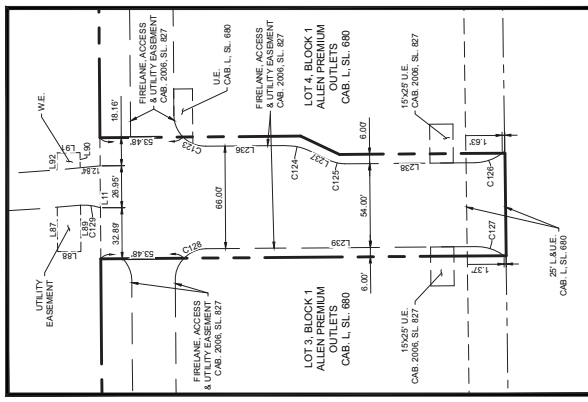 W.E.
L92
L91
L90
12.84'
18.16'
FIRELANE, ACCESS
& UTILITY EASEMENT
CAB. 2006, SL. 827
U.E.
CAB. L, SL. 680
FIRELANE, ACCESS
& UTILITY EASEMENT
CAB. 2006, SL. 827
53.48'
C123
L236
LOT 4, BLOCK 1
ALLEN PREMIUM
OUTLETS
CAB. L, SL. 680
C124
L237
C125
6.00'
15'x25' U.E.
CAB. 2006, SL. 827
L238
1.63'
C126
L11
26.95'
66.00'
54.00'
L87
L88
L89
C129
32.89'
UTILITY
EASEMENT
53.48'
C128
L239
FIRELANE, ACCESS
& UTILITY EASEMENT
CAB. 2006, SL. 827
LOT 3, BLOCK 1
ALLEN PREMIUM
OUTLETS
CAB. L, SL. 680
6.00'
15'x25' U.E.
CAB. 2006, SL. 827
C127
1.37'
25' L.&U.E.
CAB. L, SL. 680